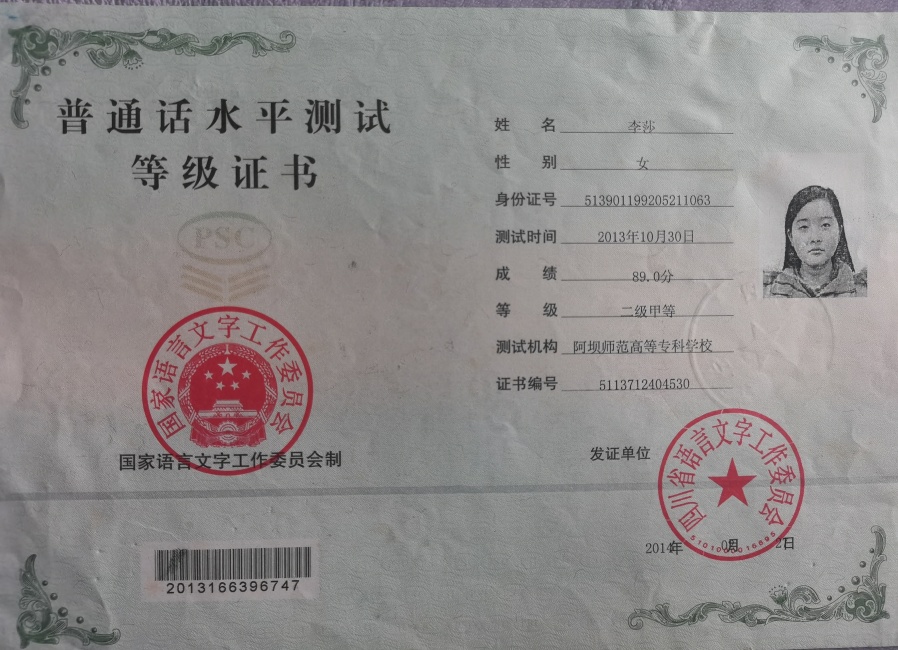 普通话水平测试
等级证书
PSC
国家语言文字工作委员会
国家语言文字工作委员会制
2013166396747
姓 名 李莎
性 别 女
身份证号 513901199205211063
测试时间 2013年10月30日
成 绩 89.0分
等 级 二级甲等
测试机构 阿坝师范高等专科学校
证书编号 5113712404530
发证单位
四川省语言文字工作委员会
2014年 月 2日